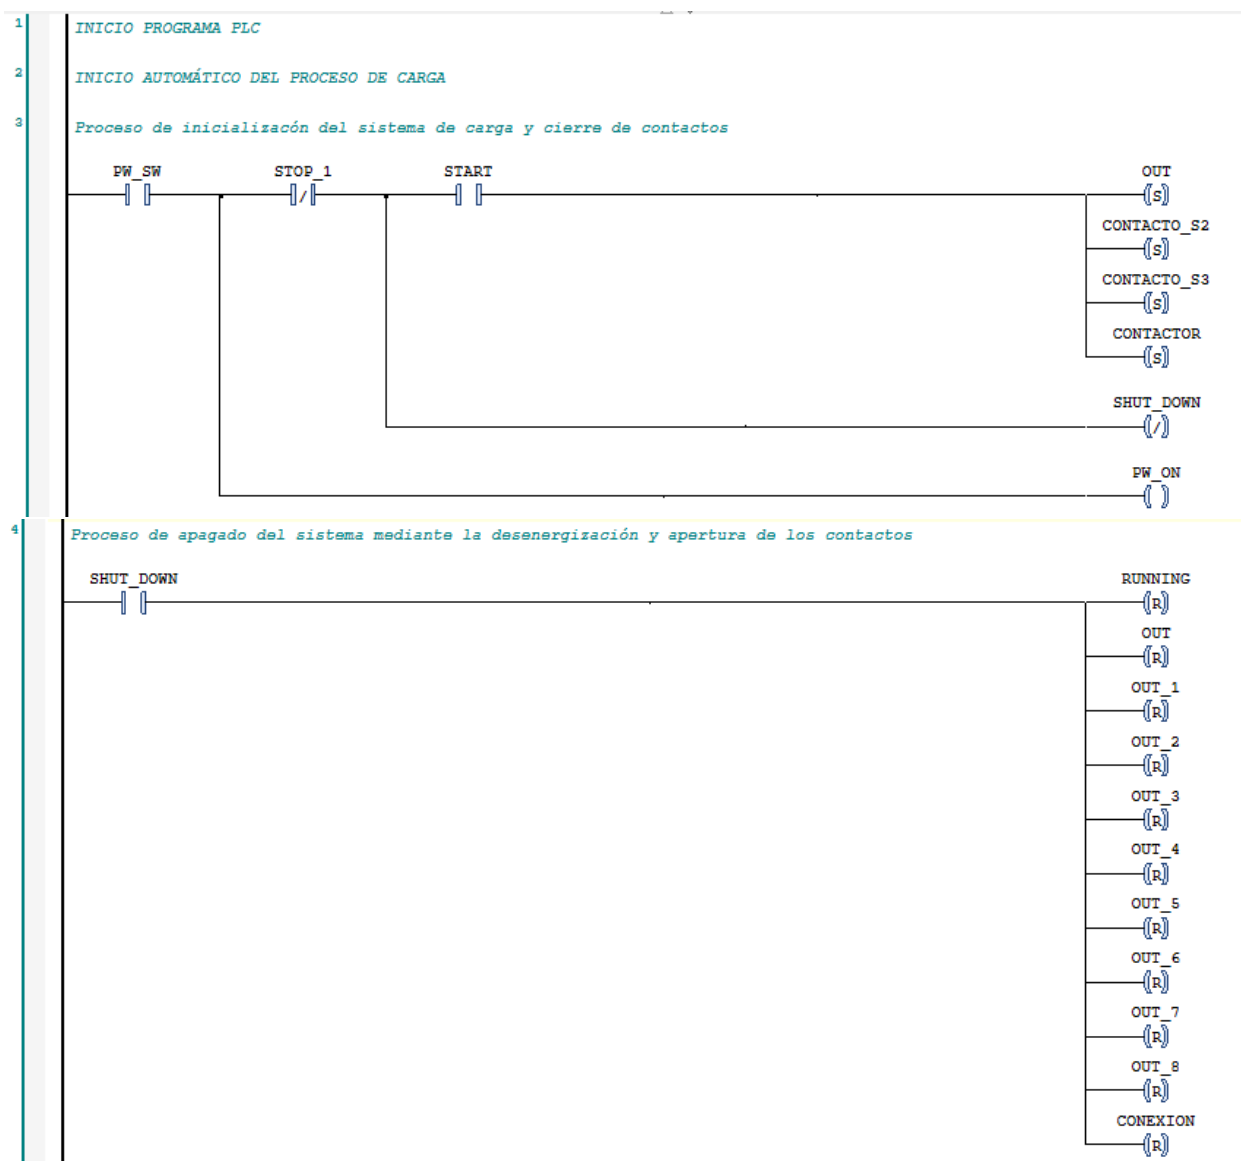 1
INICIO PROGRAMA PLC
2
INICIO AUTOMÁTICO DEL PROCESO DE CARGA
3
Proceso de inicializacón del sistema de carga y cierre de contactos
PW_SW STOP_1 START OUT
/ S
CONTACTO_S2
S
CONTACTO_S3
S
CONTACTOR
S
SHUT_DOWN
/
PW_ON
4
Proceso de apagado del sistema mediante la desenergización y apertura de los contactos
SHUT_DOWN RUNNING
R
OUT
R
OUT_1
R
OUT_2
R
OUT_3
R
OUT_4
R
OUT_5
R
OUT_6
R
OUT_7
R
OUT_8
R
CONEXION
R